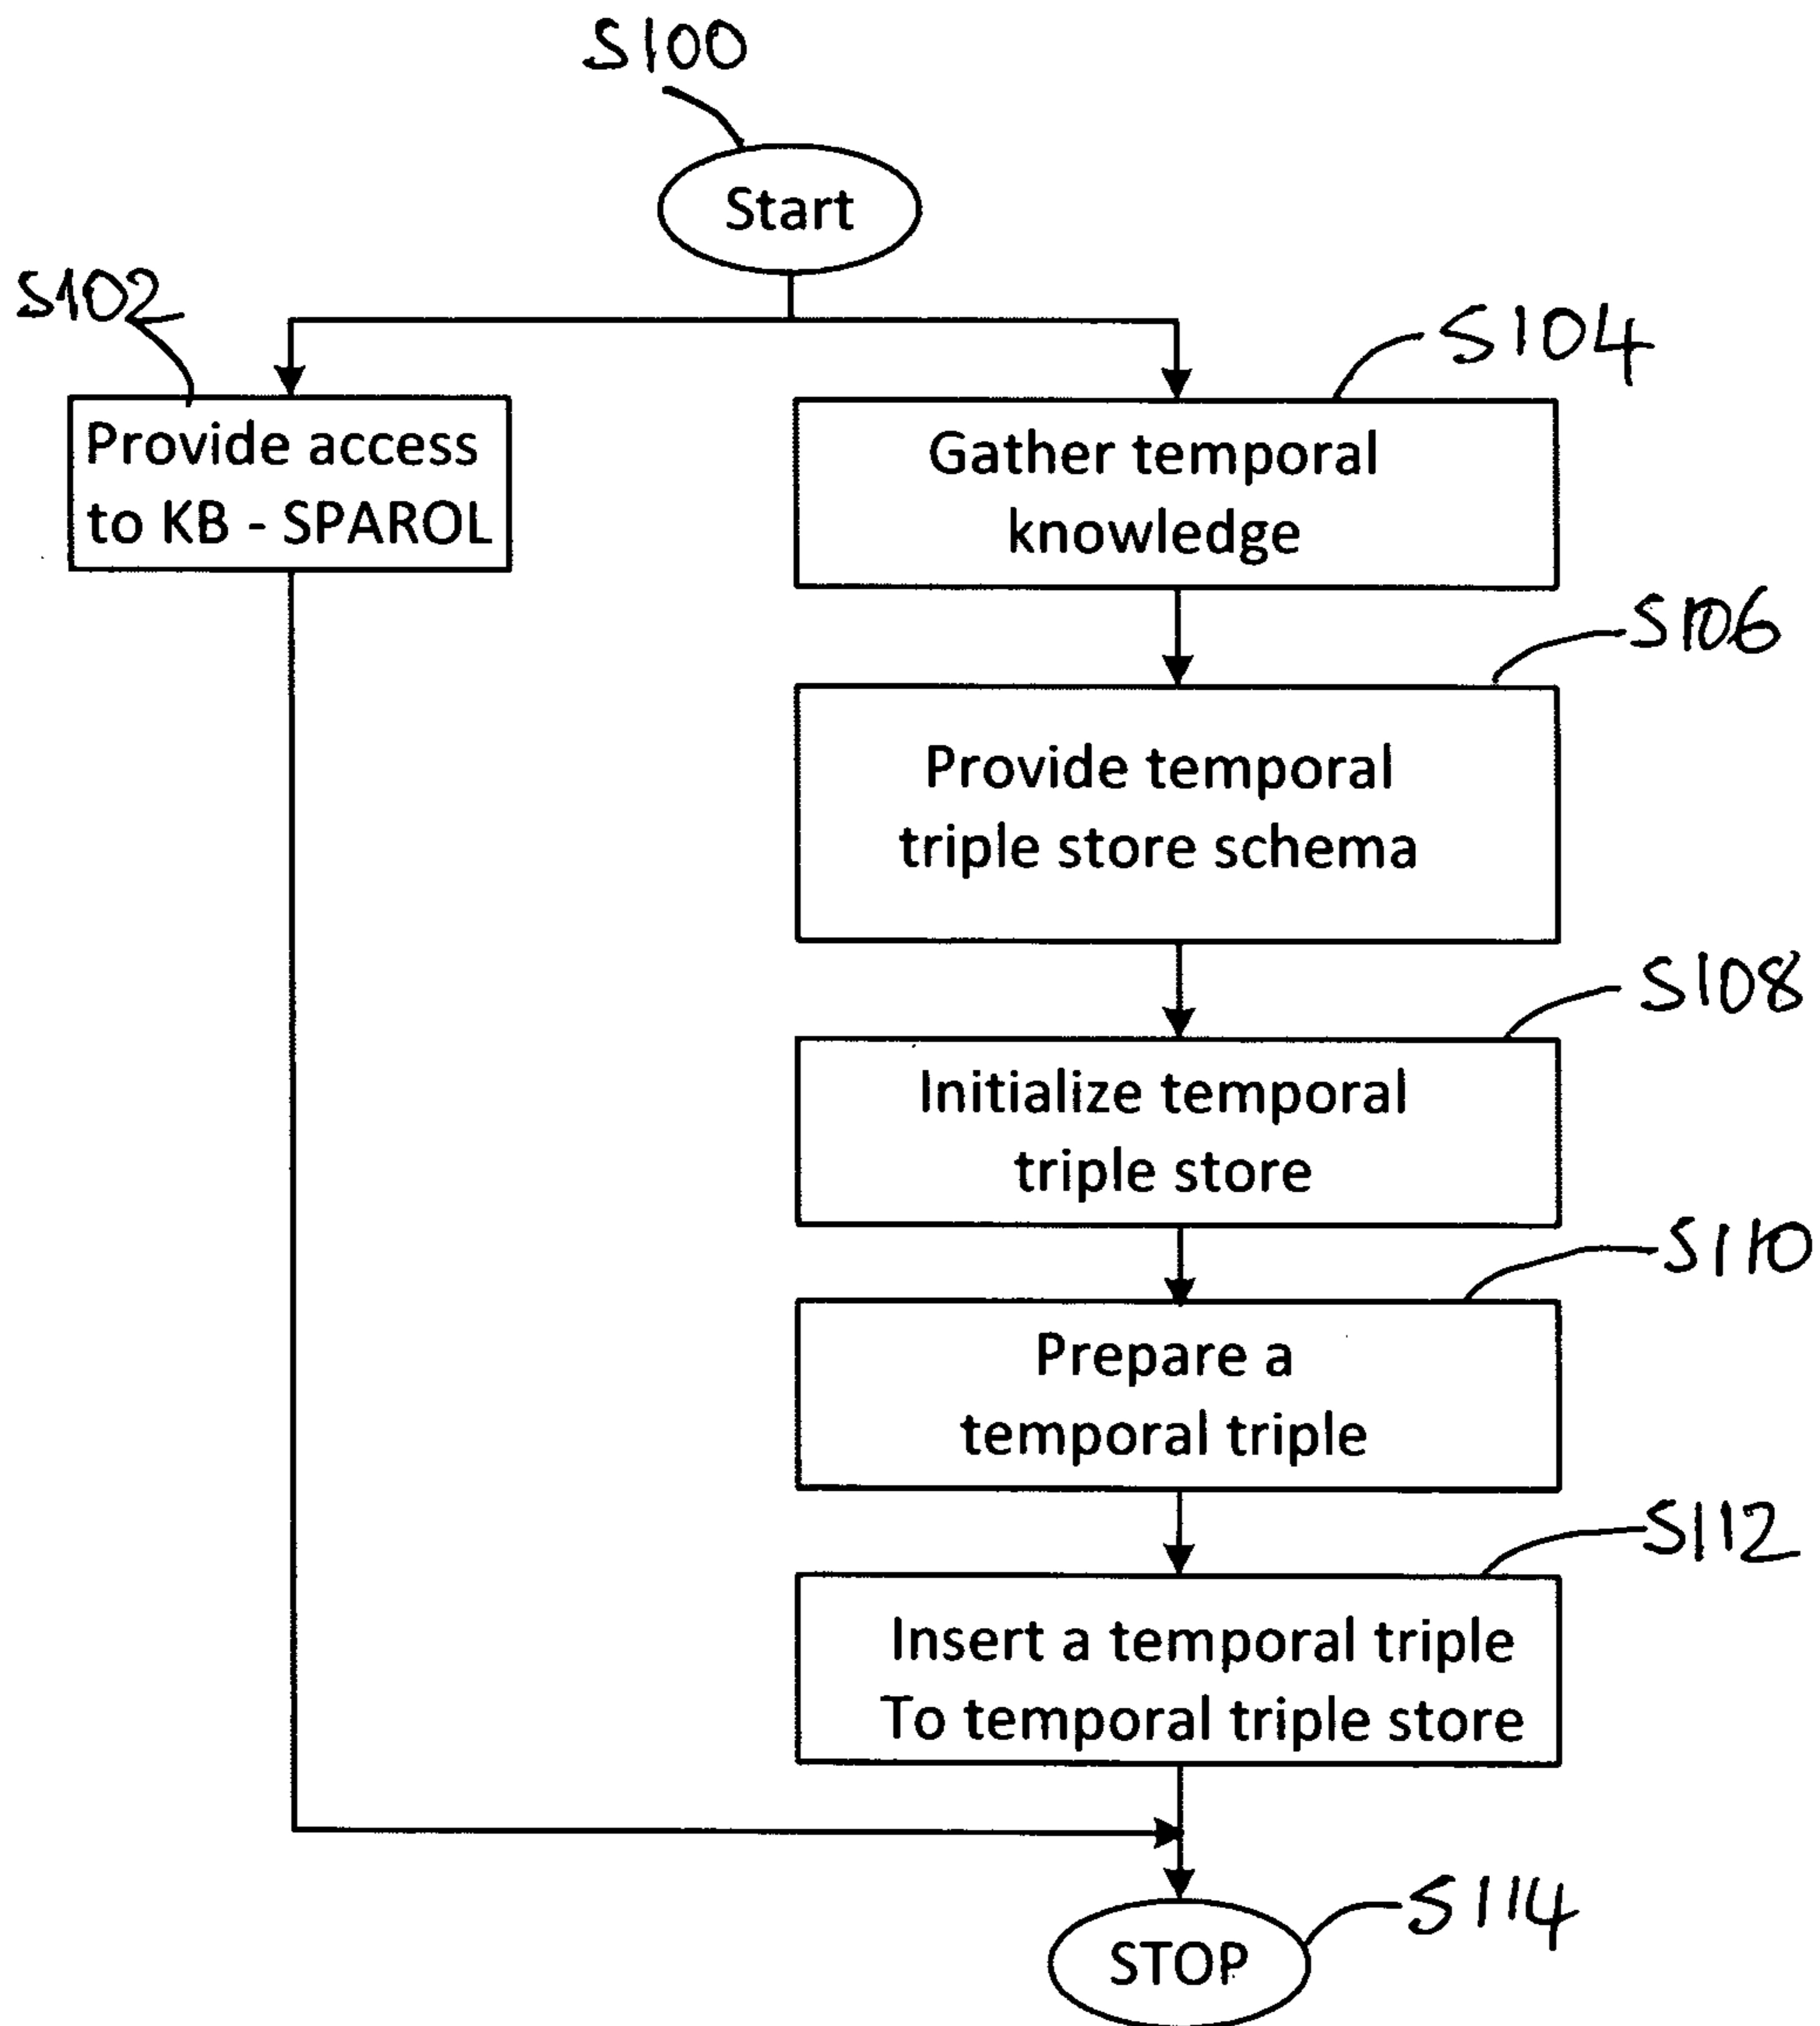 S100
Start
S102
S104
Provide access
to KB - SPAROL
Gather temporal
knowledge
S106
Provide temporal
triple store schema
S108
Initialize temporal
triple store
S110
Prepare a
temporal triple
S112
Insert a temporal triple
To temporal triple store
S114
STOP